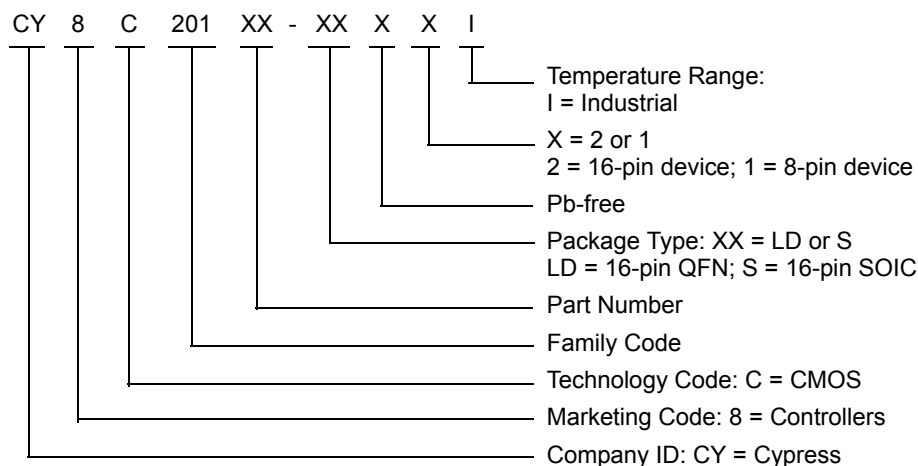 CY 8 C 201 XX - XX X X I
Temperature Range:
I = Industrial
X = 2 or 1
2 = 16-pin device; 1 = 8-pin device
Pb-free
Package Type: XX = LD or S
LD = 16-pin QFN; S = 16-pin SOIC
Part Number
Family Code
Technology Code: C = CMOS
Marketing Code: 8 = Controllers
Company ID: CY = Cypress